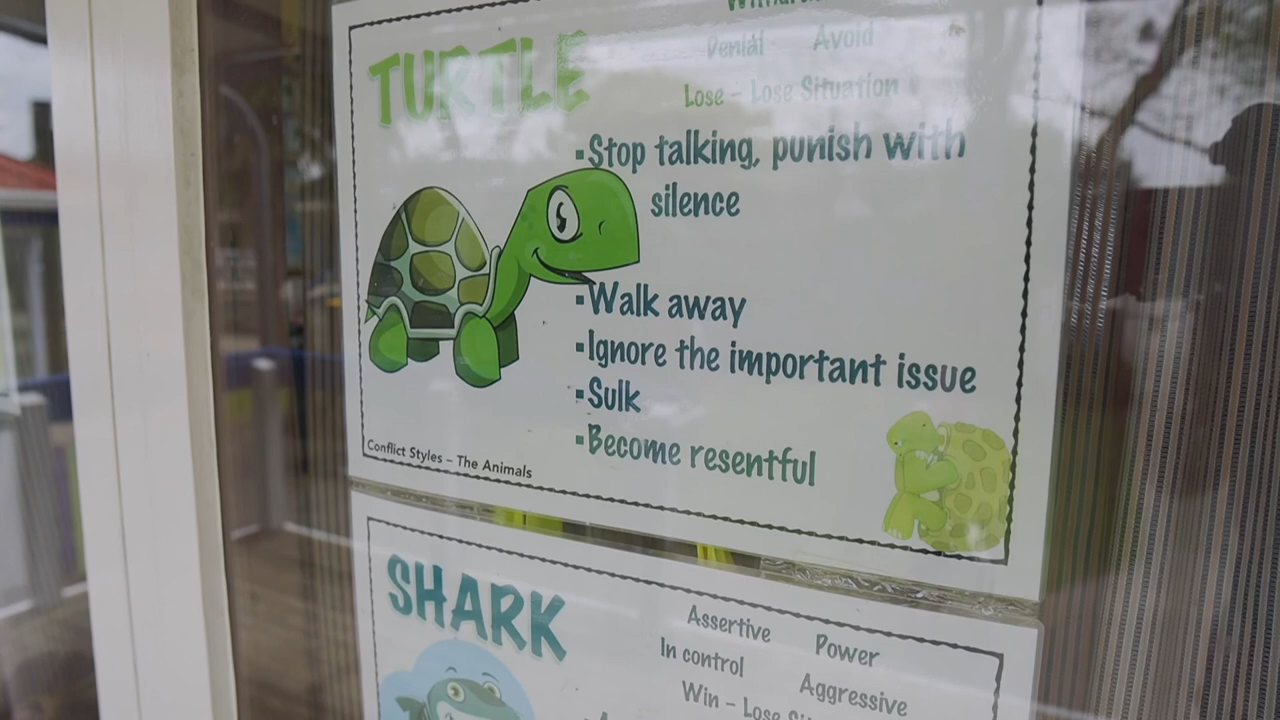 TURTLE
Denial Avoid
Lose - Lose Situation
▪Stop talking, punish with
silence
▪Walk away
▪Ignore the important issue
▪Sulk
▪Become resentful
Conflict Styles – The Animals
SHARK
Assertive Power
In control
Aggressive
Win - Lose